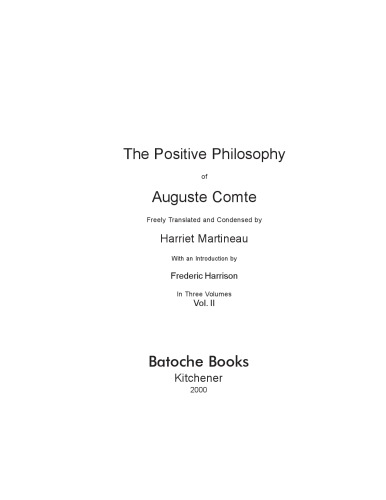 The Positive Philosophy
of
Auguste Comte
Freely Translated and Condensed by
Harriet Martineau
With an Introduction by
Frederic Harrison
In Three Volumes
Vol. II
Batoche Books
Kitchener
2000